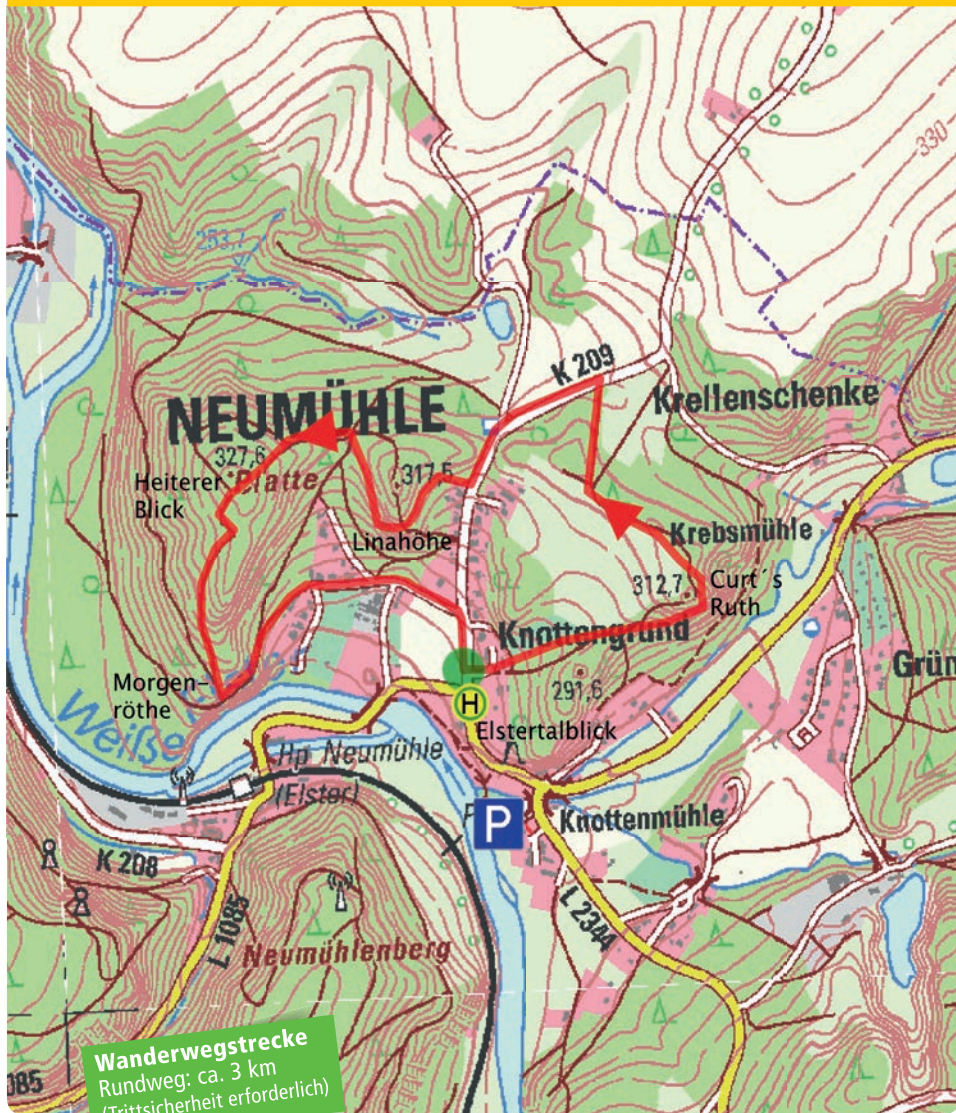 330
253,7
K 209
NEUMÜHLE
Krellenschenke
327,6
Heiterer
Blick
Platte
317,5
Linahöhe
Krebsmühle
312,7
Curt´s
Ruth
Knottengrund
Grün
291,6
Morgen-
röthe
Weiße
H
Elstertalblick
Hp Neumühle
(Elster)
P
Knottenmühle
K 208
L 1085
L 2344
Neumühlenberg
Wanderwegstrecke
Rundweg: ca. 3 km
(Trittsicherheit erforderlich)
085